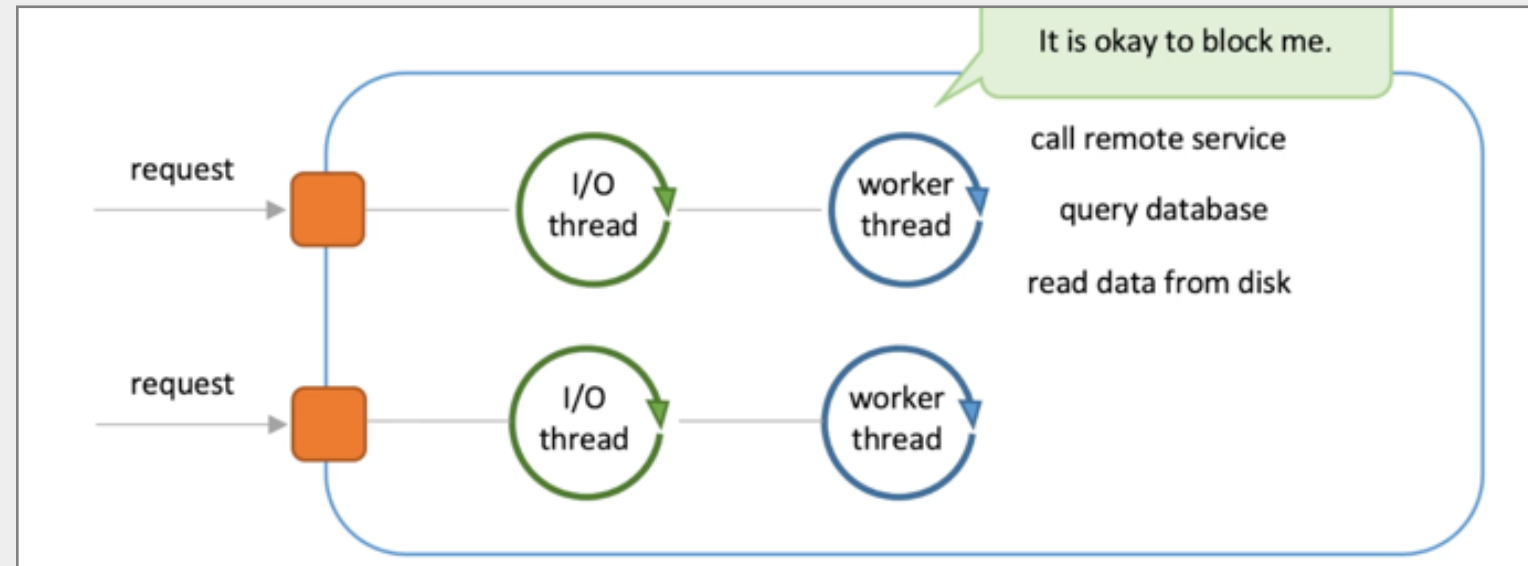 It is okay to block me.
call remote service
request
I/O
thread
worker
thread
query database
read data from disk
request
I/O
thread
worker
thread